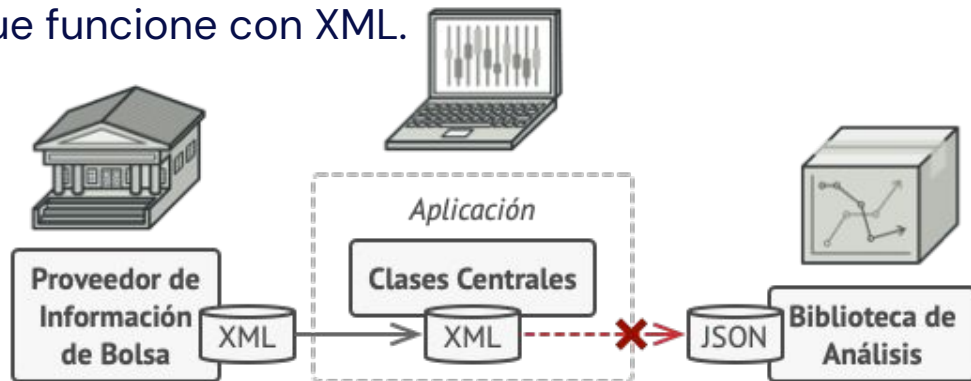 ue funcione con XML.
Aplicación
Proveedor de
Información
de Bolsa
XML
Clases Centrales
XML
JSON
Biblioteca de
Análisis